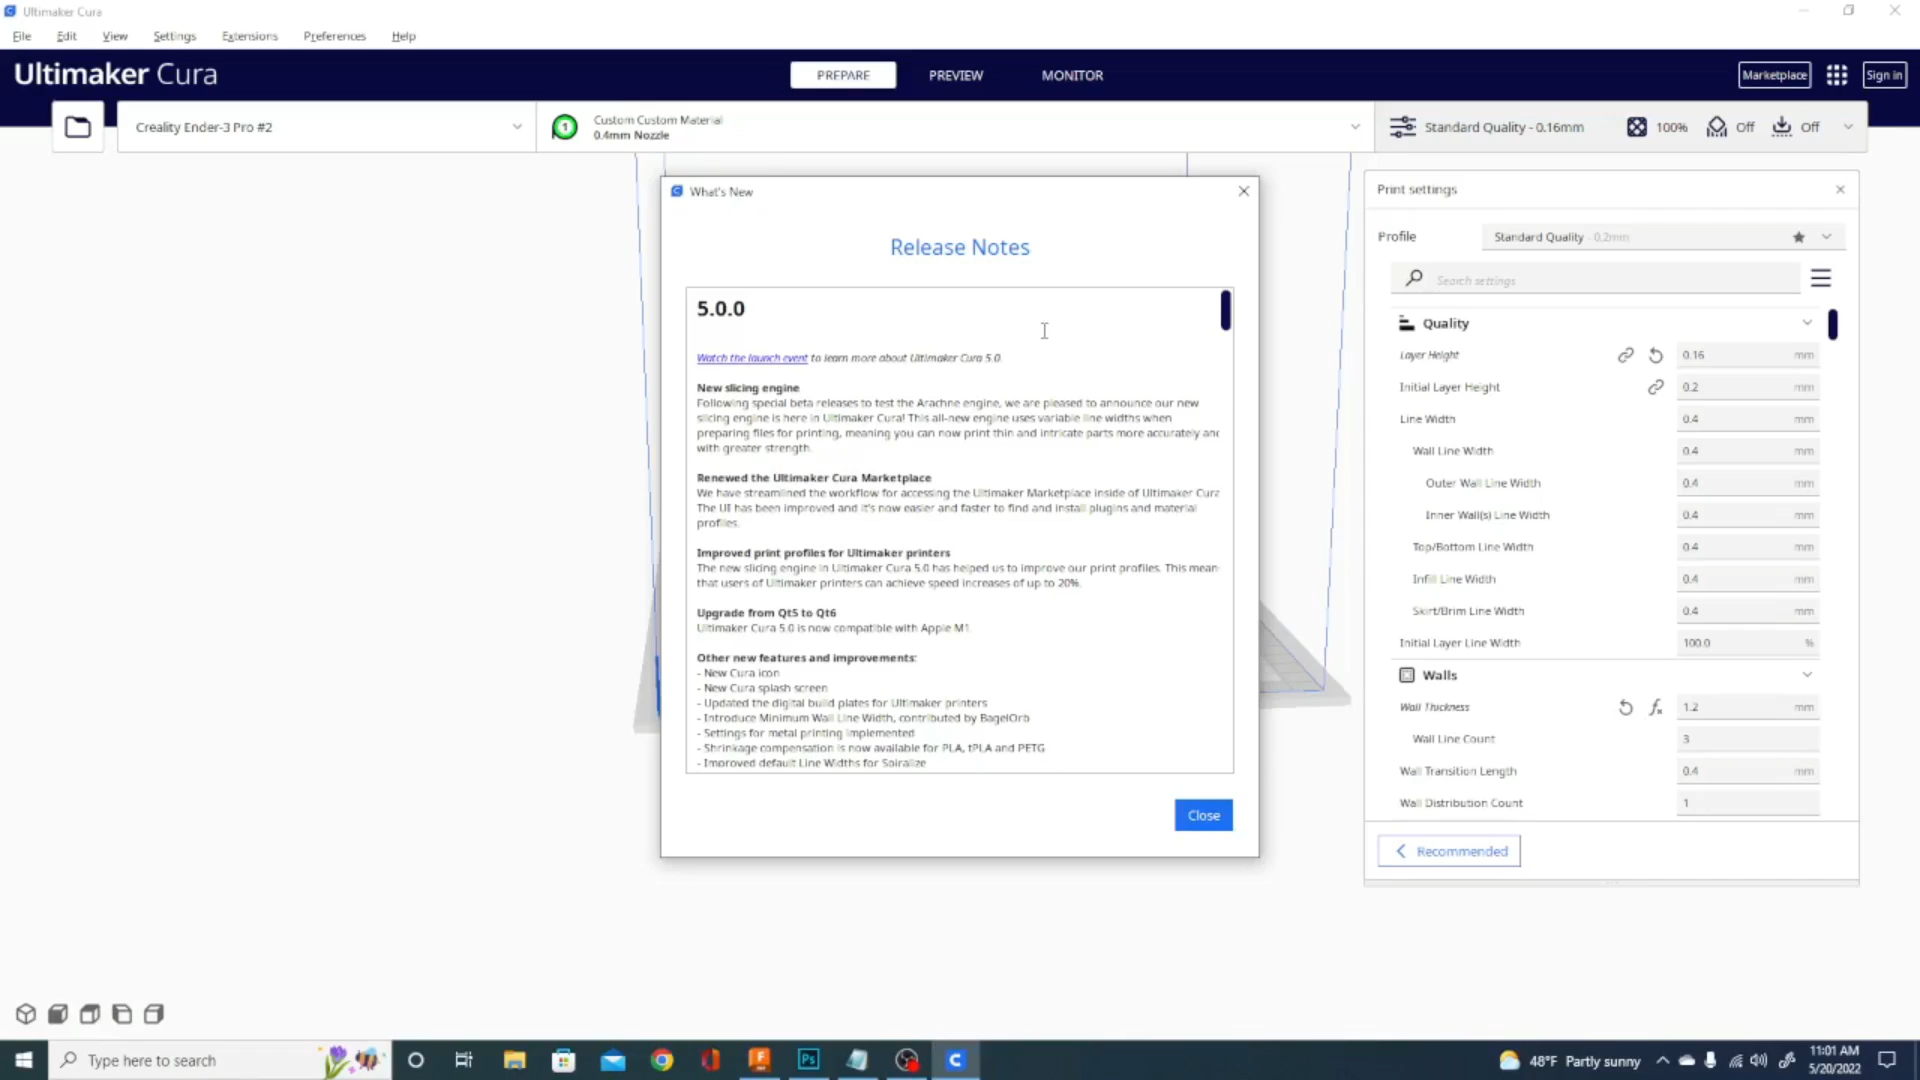 Ultimaker Cura
File Edit View Settings Extensions Preferences Help
Ultimaker Cura
PREPARE PREVIEW MONITOR
Marketplace Sign in
Creality Ender-3 Pro #2
1
Custom Custom Material
0.4mm Nozzle
Standard Quality - 0.16mm 100% Off Off
What's New
Release Notes
5.0.0
Watch the launch event to learn more about Ultimaker Cura 5.0.
New slicing engine
Following special beta releases to test the Arachne engine, we are pleased to announce our new
slicing engine is here in Ultimaker Cura! This all-new engine uses variable line widths when
preparing files for printing, meaning you can now print thin and intricate parts more accurately and
with greater strength.
Renewed the Ultimaker Cura Marketplace
We have streamlined the workflow for accessing the Ultimaker Marketplace inside of Ultimaker Cura
The UI has been improved and it's now easier and faster to find and install plugins and material
profiles.
Improved print profiles for Ultimaker printers
The new slicing engine in Ultimaker Cura 5.0 has helped us to improve our print profiles. This mean
that users of Ultimaker printers can achieve speed increases of up to 20%.
Upgrade from Qt5 to Qt6
Ultimaker Cura 5.0 is now compatible with Apple M1.
Other new features and improvements:
- New Cura icon
- New Cura splash screen
- Updated the digital build plates for Ultimaker printers
- Introduce Minimum Wall Line Width, contributed by BagelOrb
- Settings for metal printing implemented
- Shrinkage compensation is now available for PLA, tPLA and PETG
- Improved default Line Widths for Spiralize
Close
Print settings
Profile Standard Quality - 0.2mm
Search settings
Quality
Layer Height 0.16 mm
Initial Layer Height 0.2 mm
Line Width 0.4 mm
Wall Line Width 0.4 mm
Outer Wall Line Width 0.4 mm
Inner Wall(s) Line Width 0.4 mm
Top/Bottom Line Width 0.4 mm
Infill Line Width 0.4 mm
Skirt/Brim Line Width 0.4 mm
Initial Layer Line Width 100.0 %
Walls
Wall Thickness fx 1.2 mm
Wall Line Count 3
Wall Transition Length 0.4 mm
Wall Distribution Count 1
Recommended
Type here to search
Ps
48°F Partly sunny
11:01 AM
5/20/2022